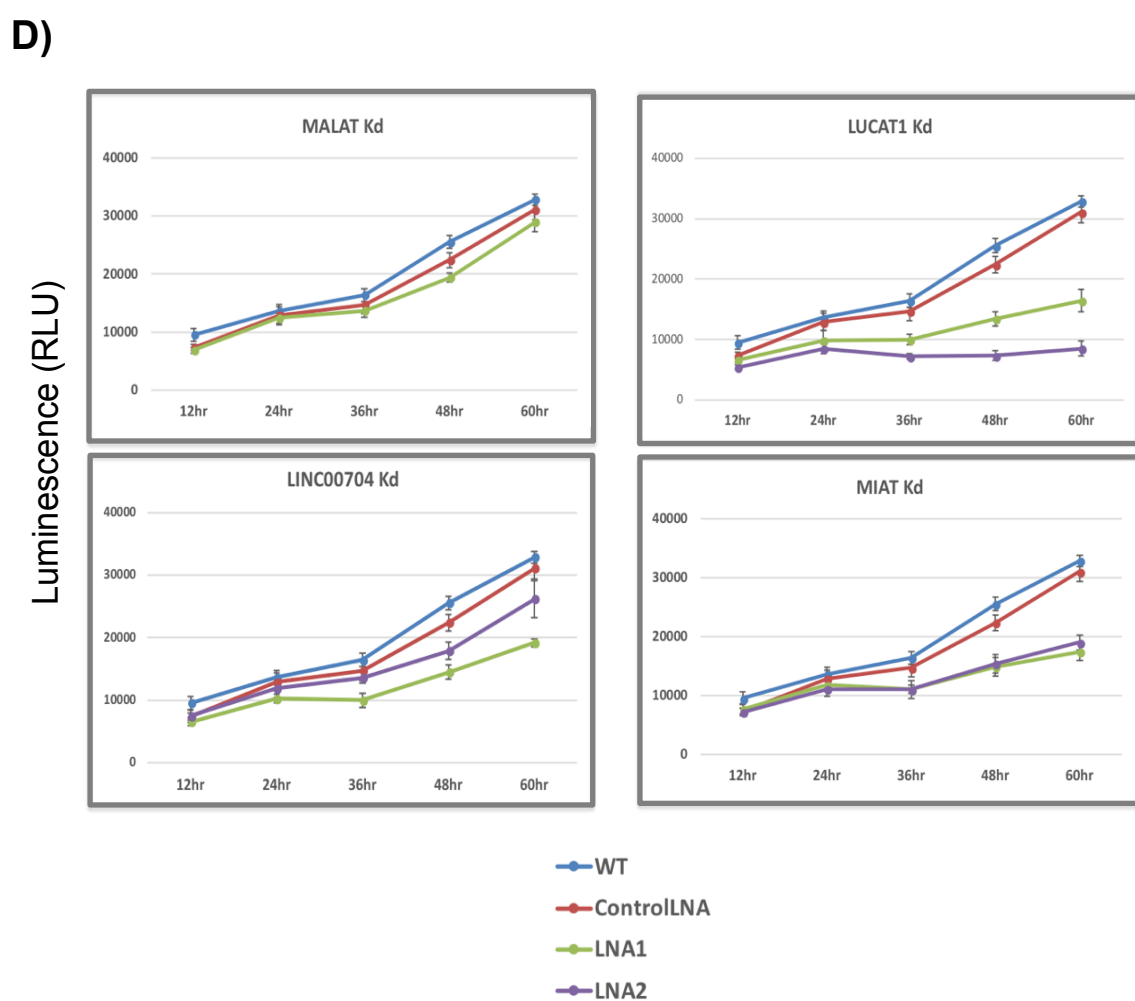 D)
Luminescence (RLU)
MALAT Kd
40000
30000
20000
10000
0
12hr 24hr 36hr 48hr 60hr
LUCAT1 Kd
40000
30000
20000
10000
0
12hr 24hr 36hr 48hr 60hr
LINC00704 Kd
40000
30000
20000
10000
0
12hr 24hr 36hr 48hr 60hr
MIAT Kd
40000
30000
20000
10000
0
12hr 24hr 36hr 48hr 60hr
WT
ControlLNA
LNA1
LNA2